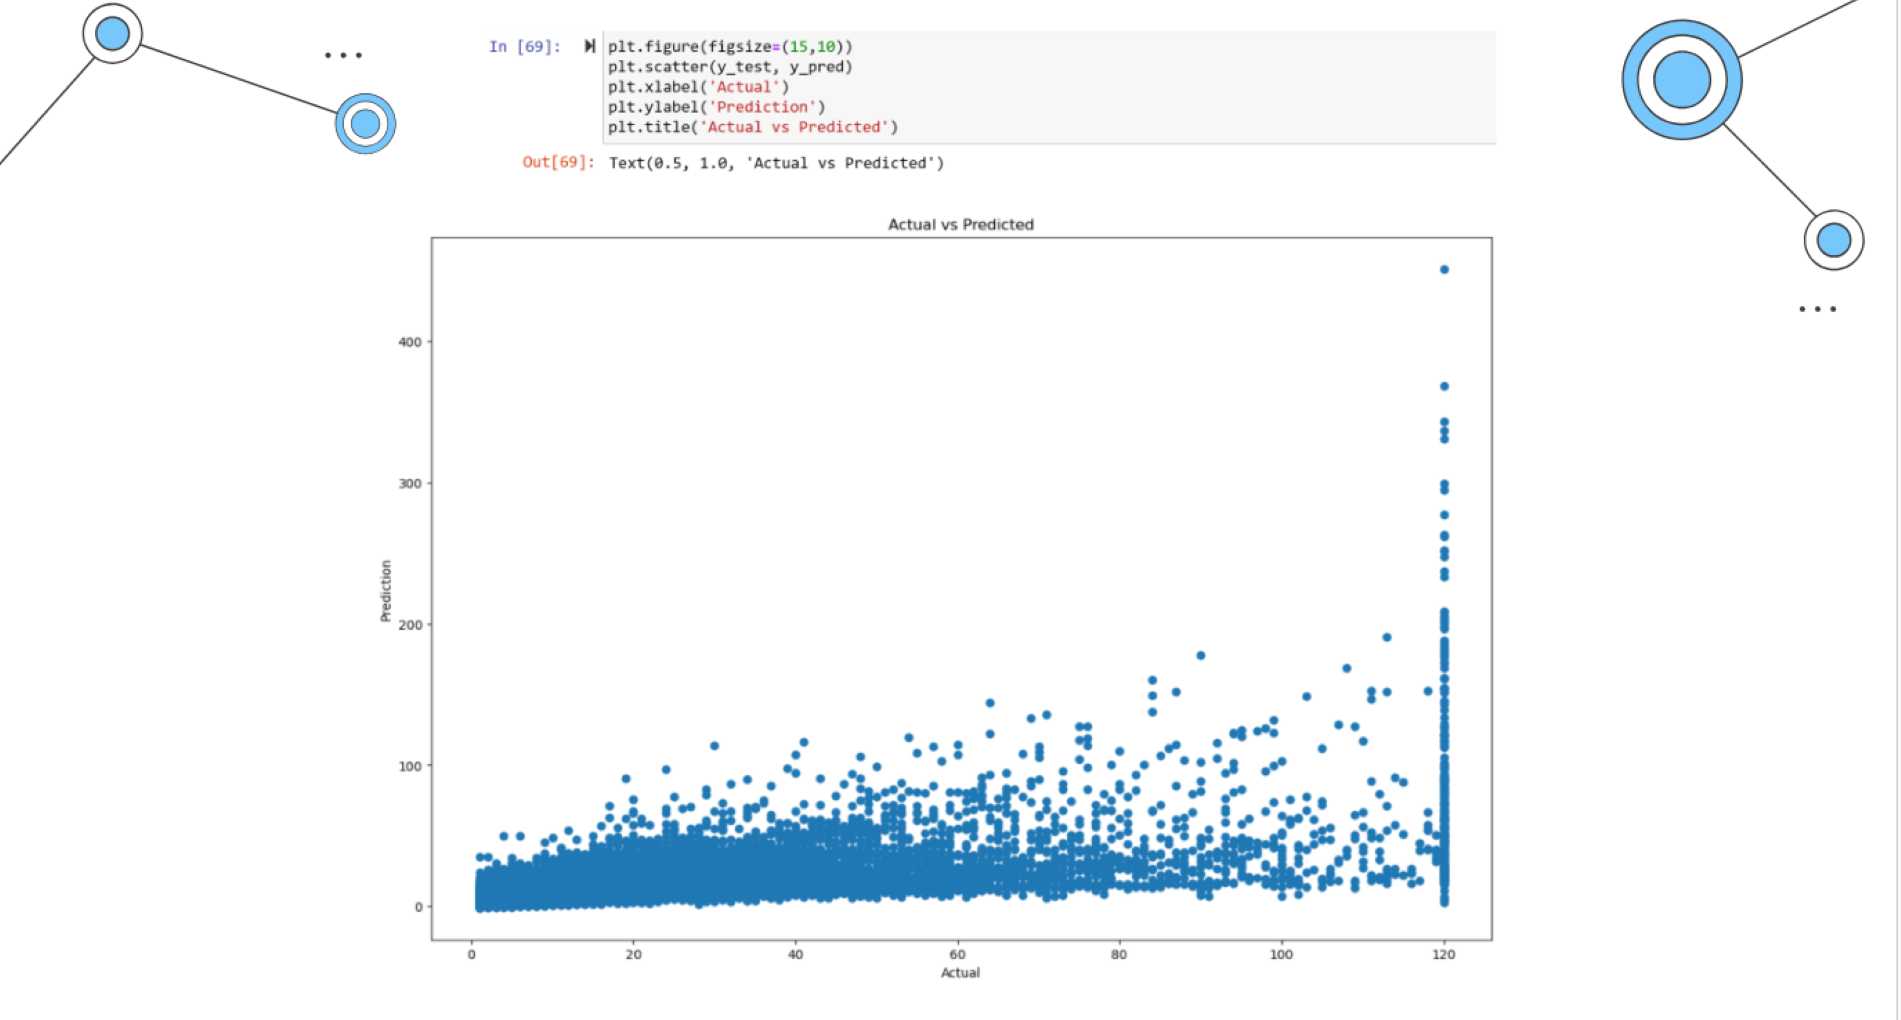 In [69]:
plt.figure(figsize=(15,10))
plt.scatter(y_test, y_pred)
plt.xlabel('Actual')
plt.ylabel('Prediction')
plt.title('Actual vs Predicted')
Out[69]: Text(0.5, 1.0, 'Actual vs Predicted')
Actual vs Predicted
400
300
200
100
0
Prediction
0 20 40 60 80 100 120
Actual